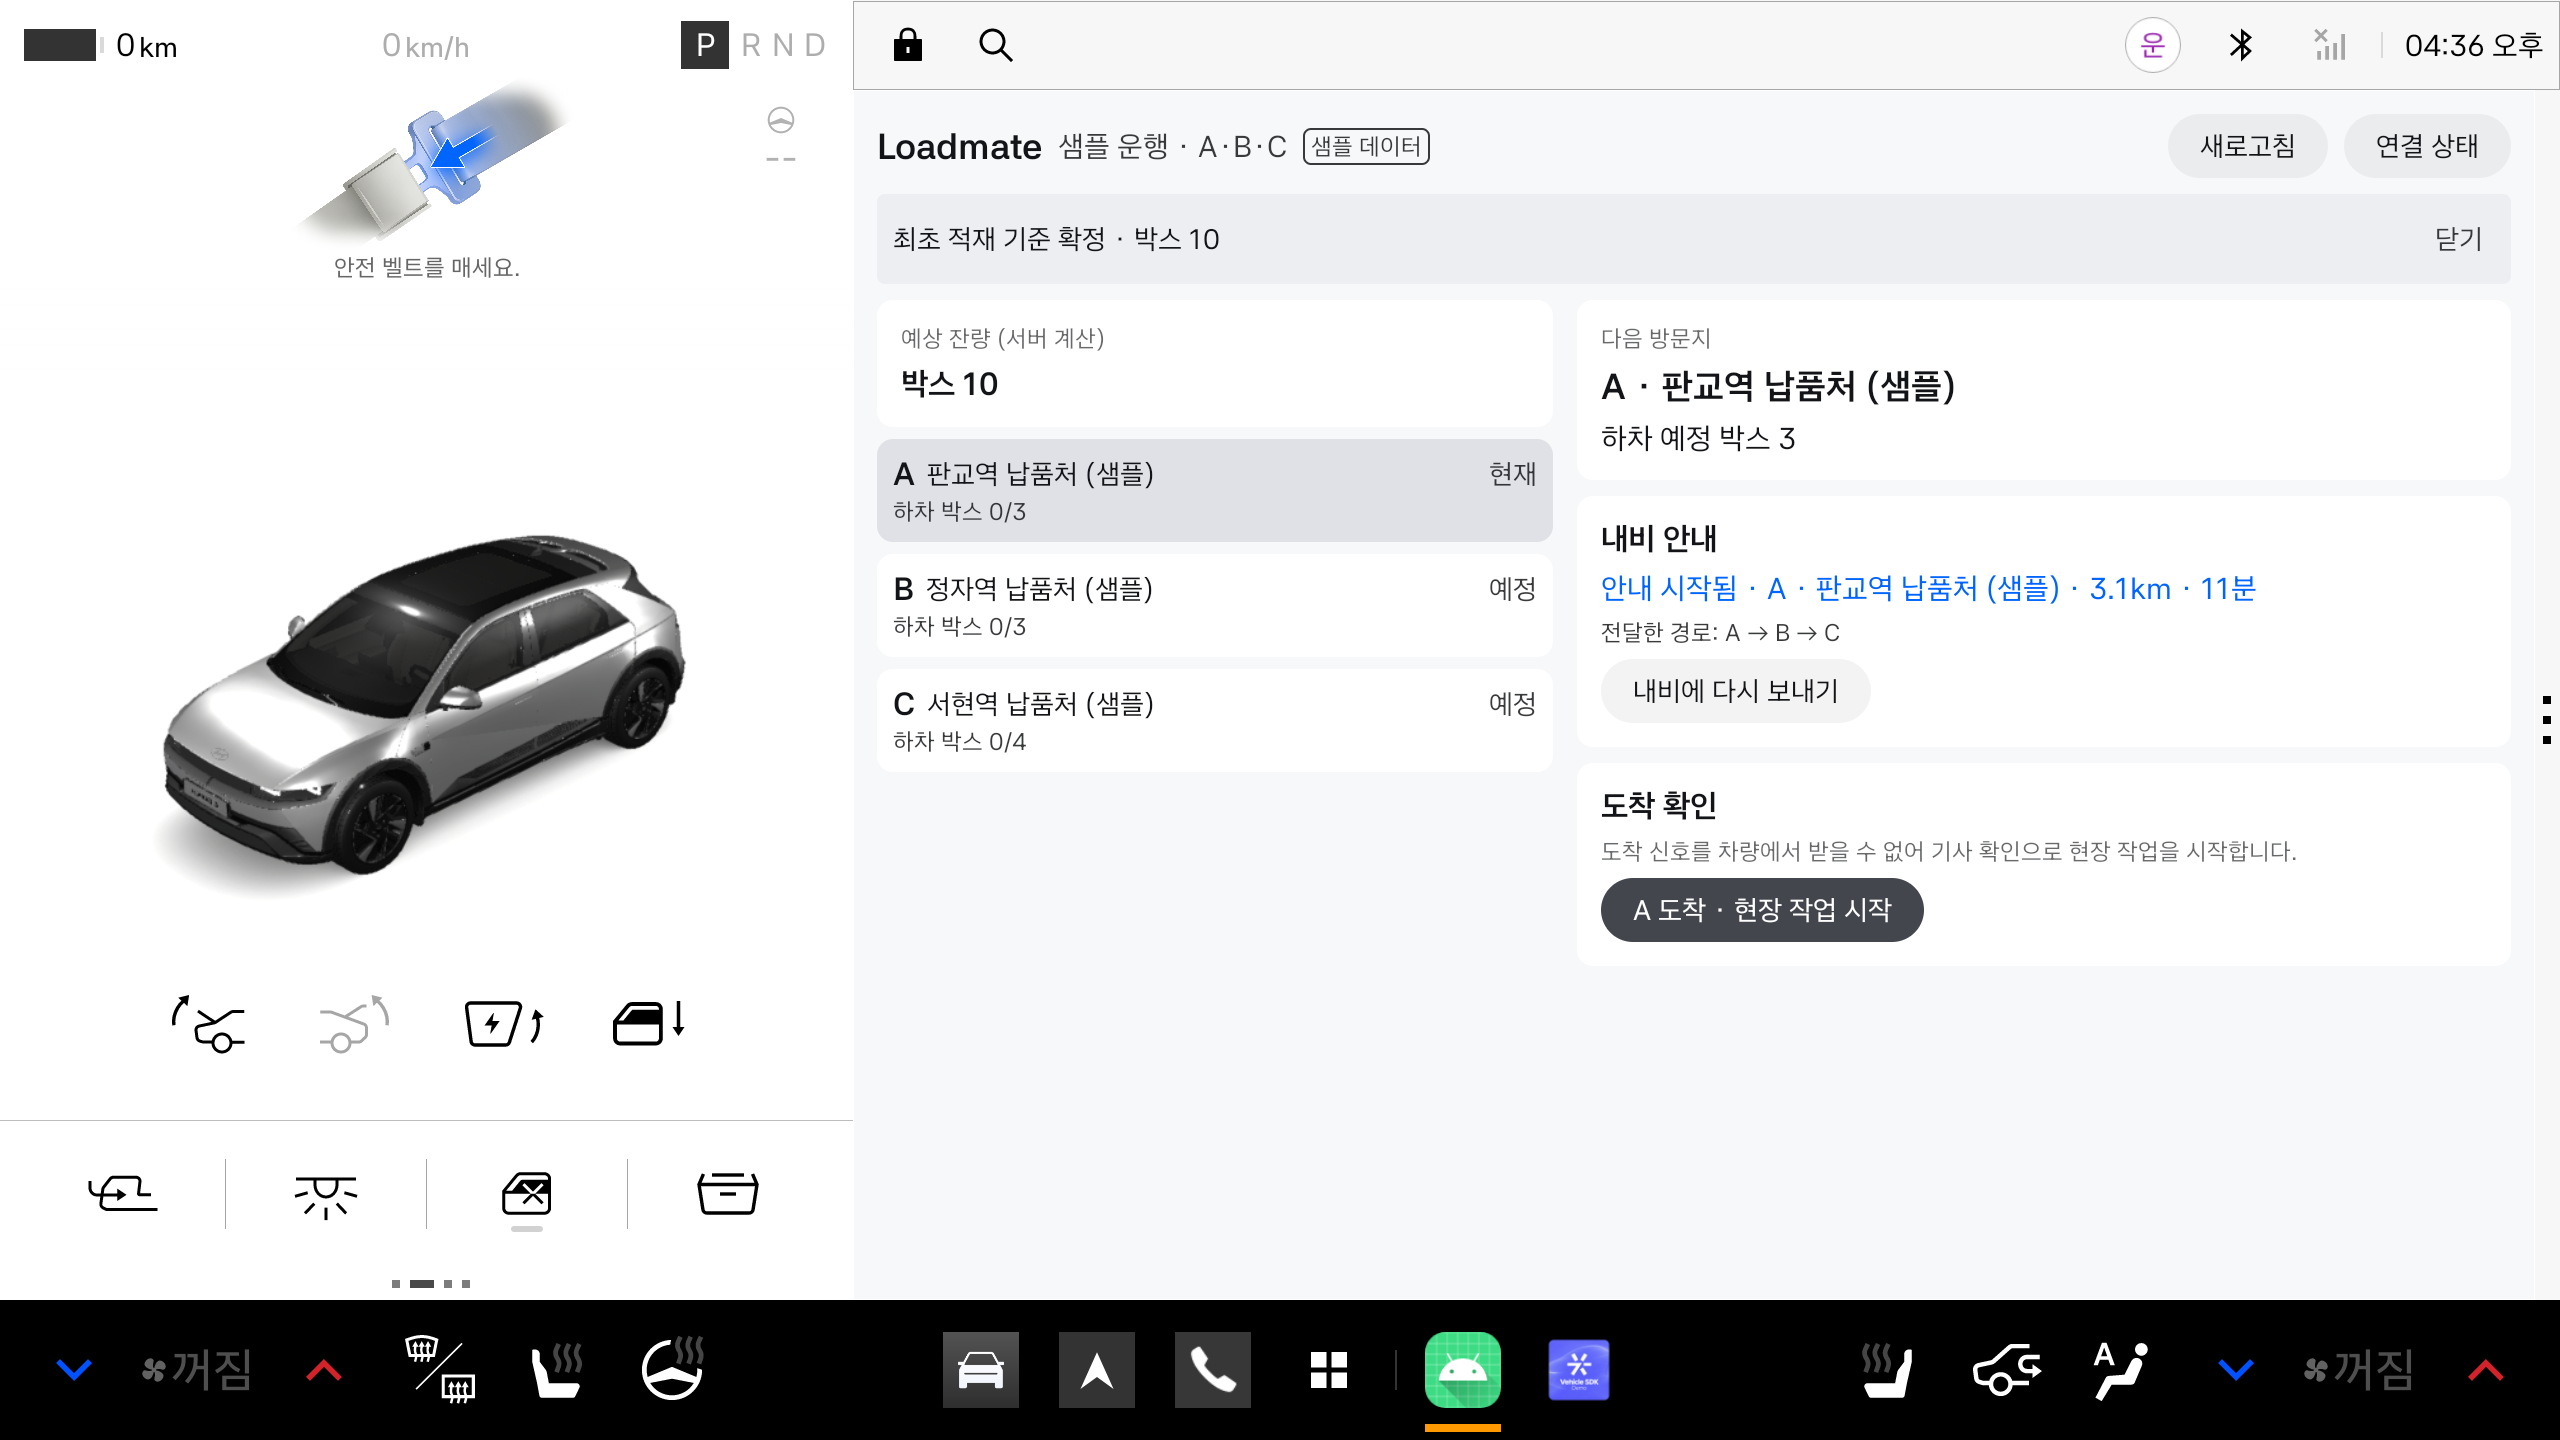 0 km
0 km/h
P R N D
안전 벨트를 매세요.
운
04:36 오후
Loadmate 샘플 운행 · A·B·C 샘플 데이터
새로고침
연결 상태
최초 적재 기준 확정 · 박스 10
닫기
예상 잔량 (서버 계산)
박스 10
A 판교역 납품처 (샘플)
현재
하차 박스 0/3
B 정자역 납품처 (샘플)
예정
하차 박스 0/3
C 서현역 납품처 (샘플)
예정
하차 박스 0/4
다음 방문지
A · 판교역 납품처 (샘플)
하차 예정 박스 3
내비 안내
안내 시작됨 · A · 판교역 납품처 (샘플) · 3.1km · 11분
전달한 경로: A → B → C
내비에 다시 보내기
도착 확인
도착 신호를 차량에서 받을 수 없어 기사 확인으로 현장 작업을 시작합니다.
A 도착 · 현장 작업 시작
꺼짐
Vehicle SDK
Demo
A
꺼짐